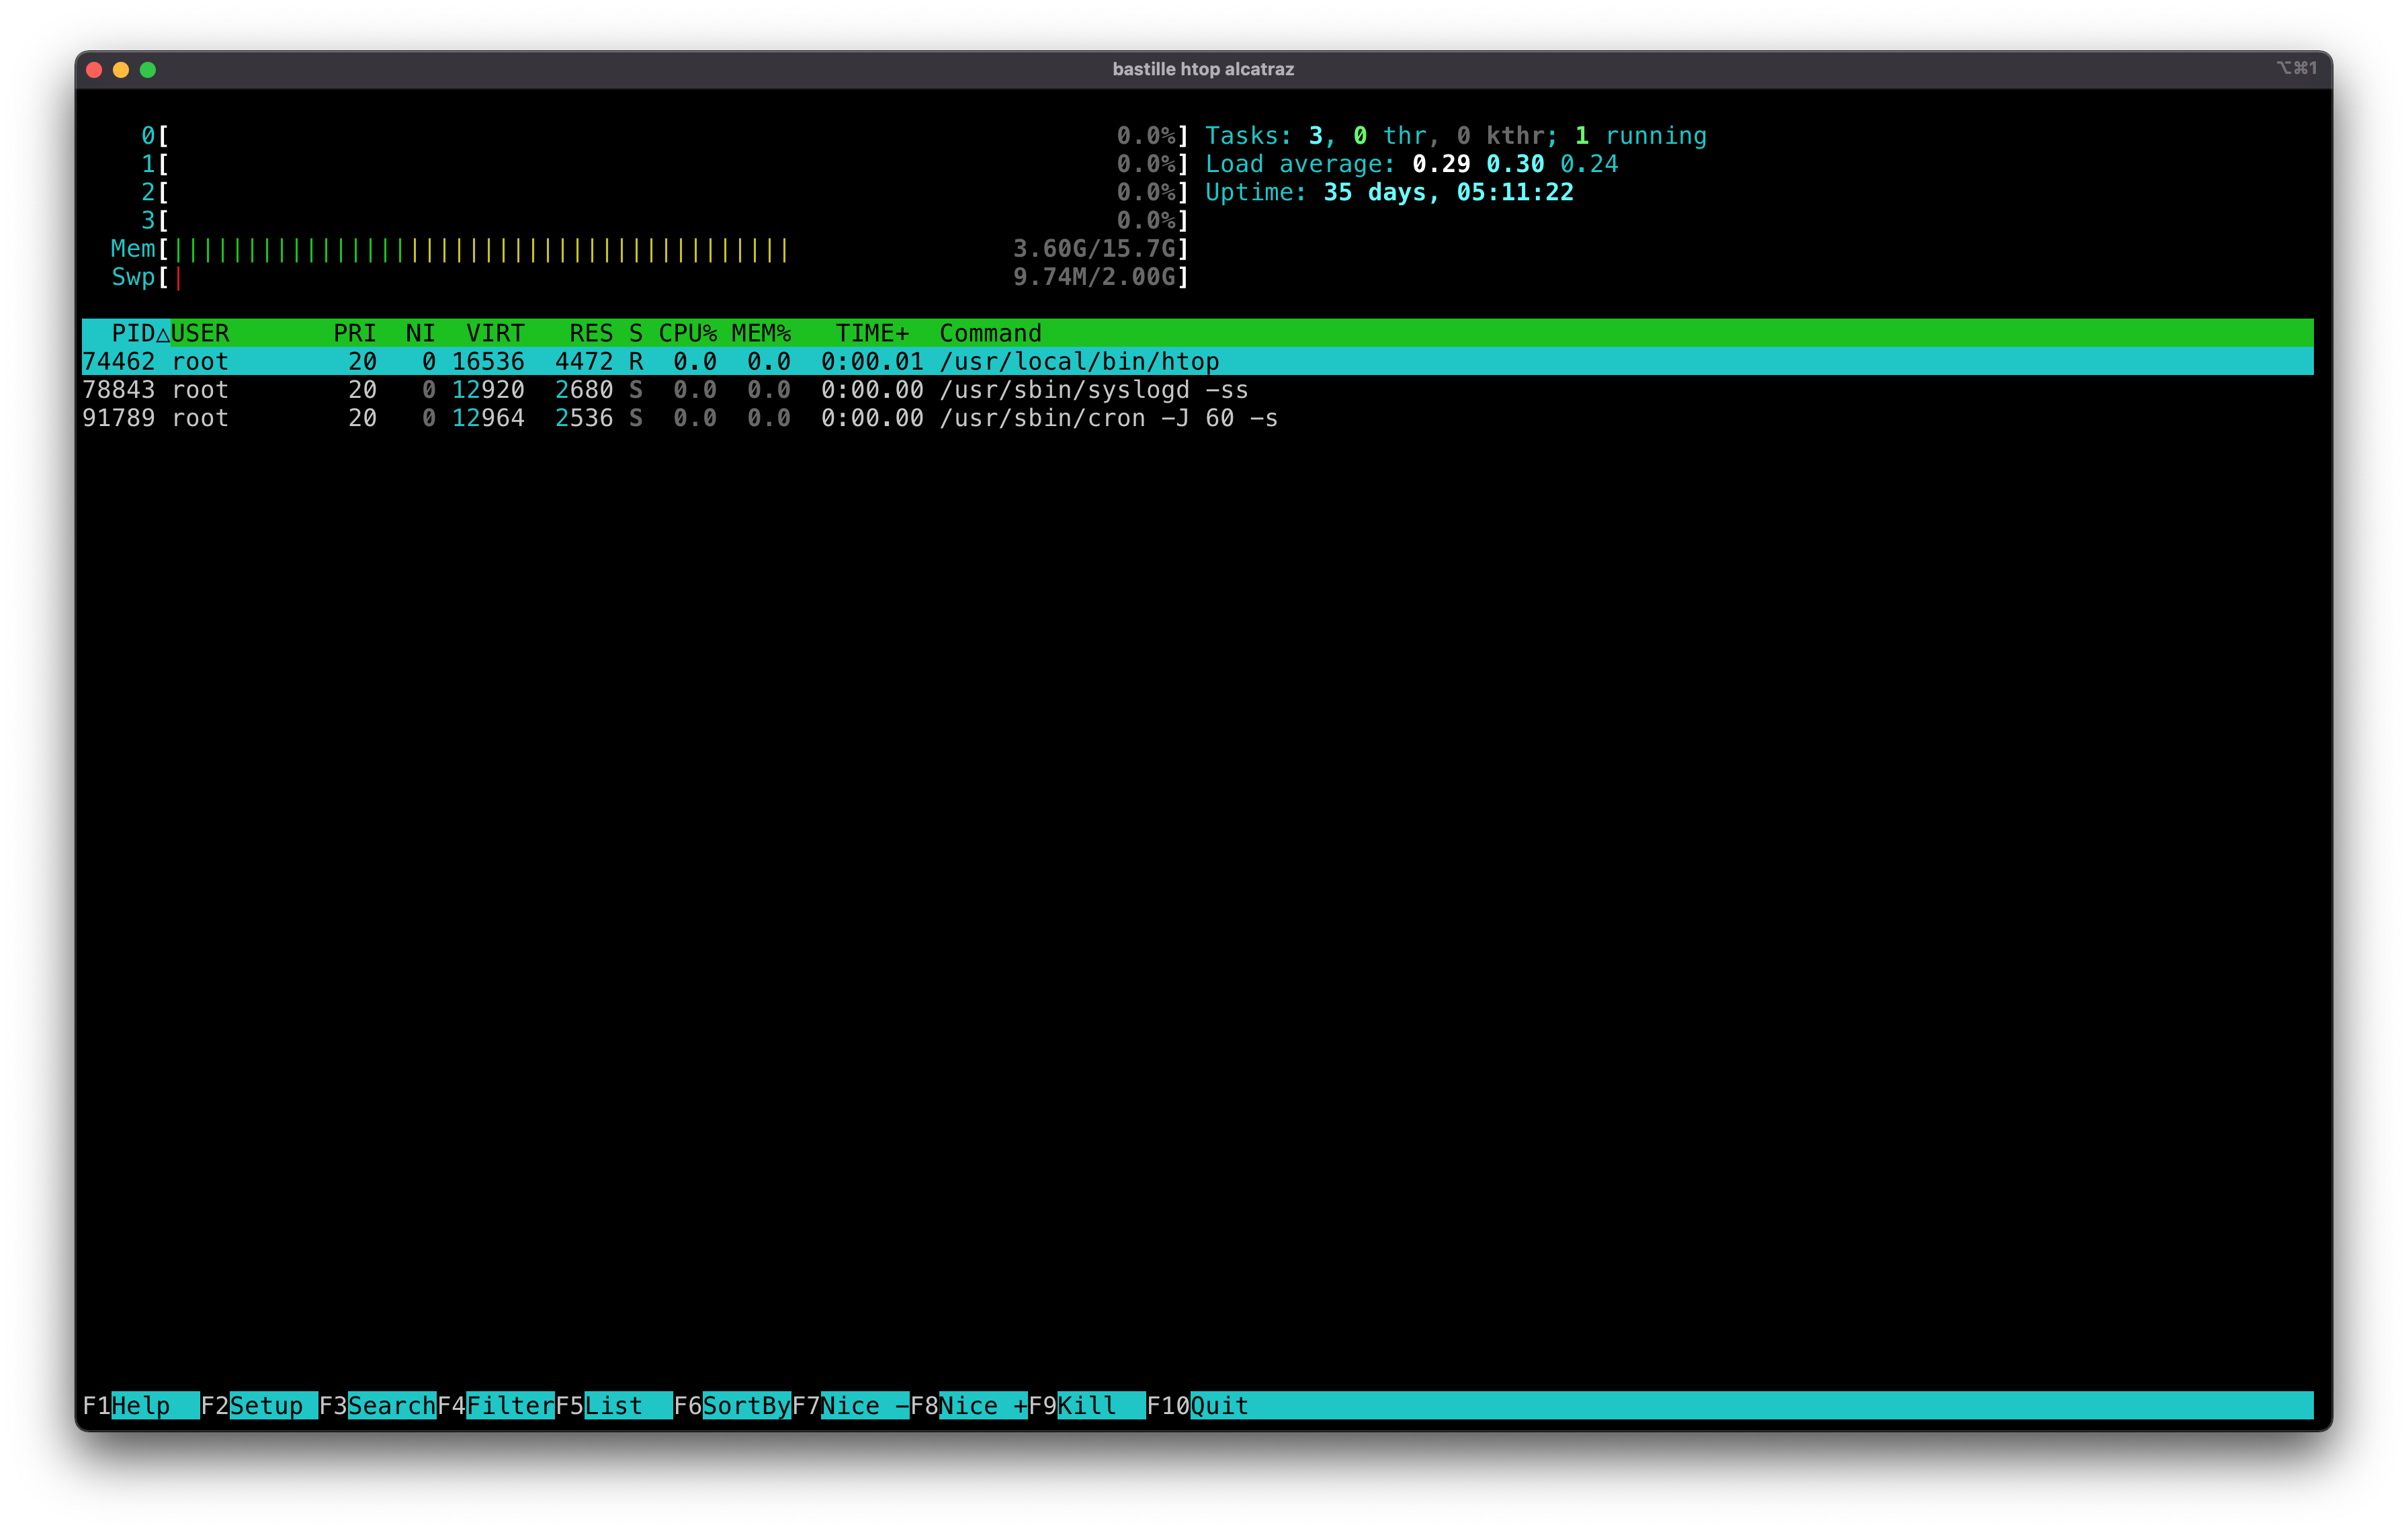 bastille htop alcatraz
⌥⌘1
0[ 0.0%] Tasks: 3, 0 thr, 0 kthr; 1 running
1[ 0.0%] Load average: 0.29 0.30 0.24
2[ 0.0%] Uptime: 35 days, 05:11:22
3[ 0.0%]
Mem[||||||||||||||||||||||||||||||||||||||||||3.60G/15.7G]
Swp[| 9.74M/2.00G]
PID△USER PRI NI VIRT RES S CPU% MEM% TIME+ Command
74462 root 20 0 16536 4472 R 0.0 0.0 0:00.01 /usr/local/bin/htop
78843 root 20 0 12920 2680 S 0.0 0.0 0:00.00 /usr/sbin/syslogd -ss
91789 root 20 0 12964 2536 S 0.0 0.0 0:00.00 /usr/sbin/cron -J 60 -s
F1Help F2Setup F3SearchF4FilterF5List F6SortByF7Nice -F8Nice +F9Kill F10Quit